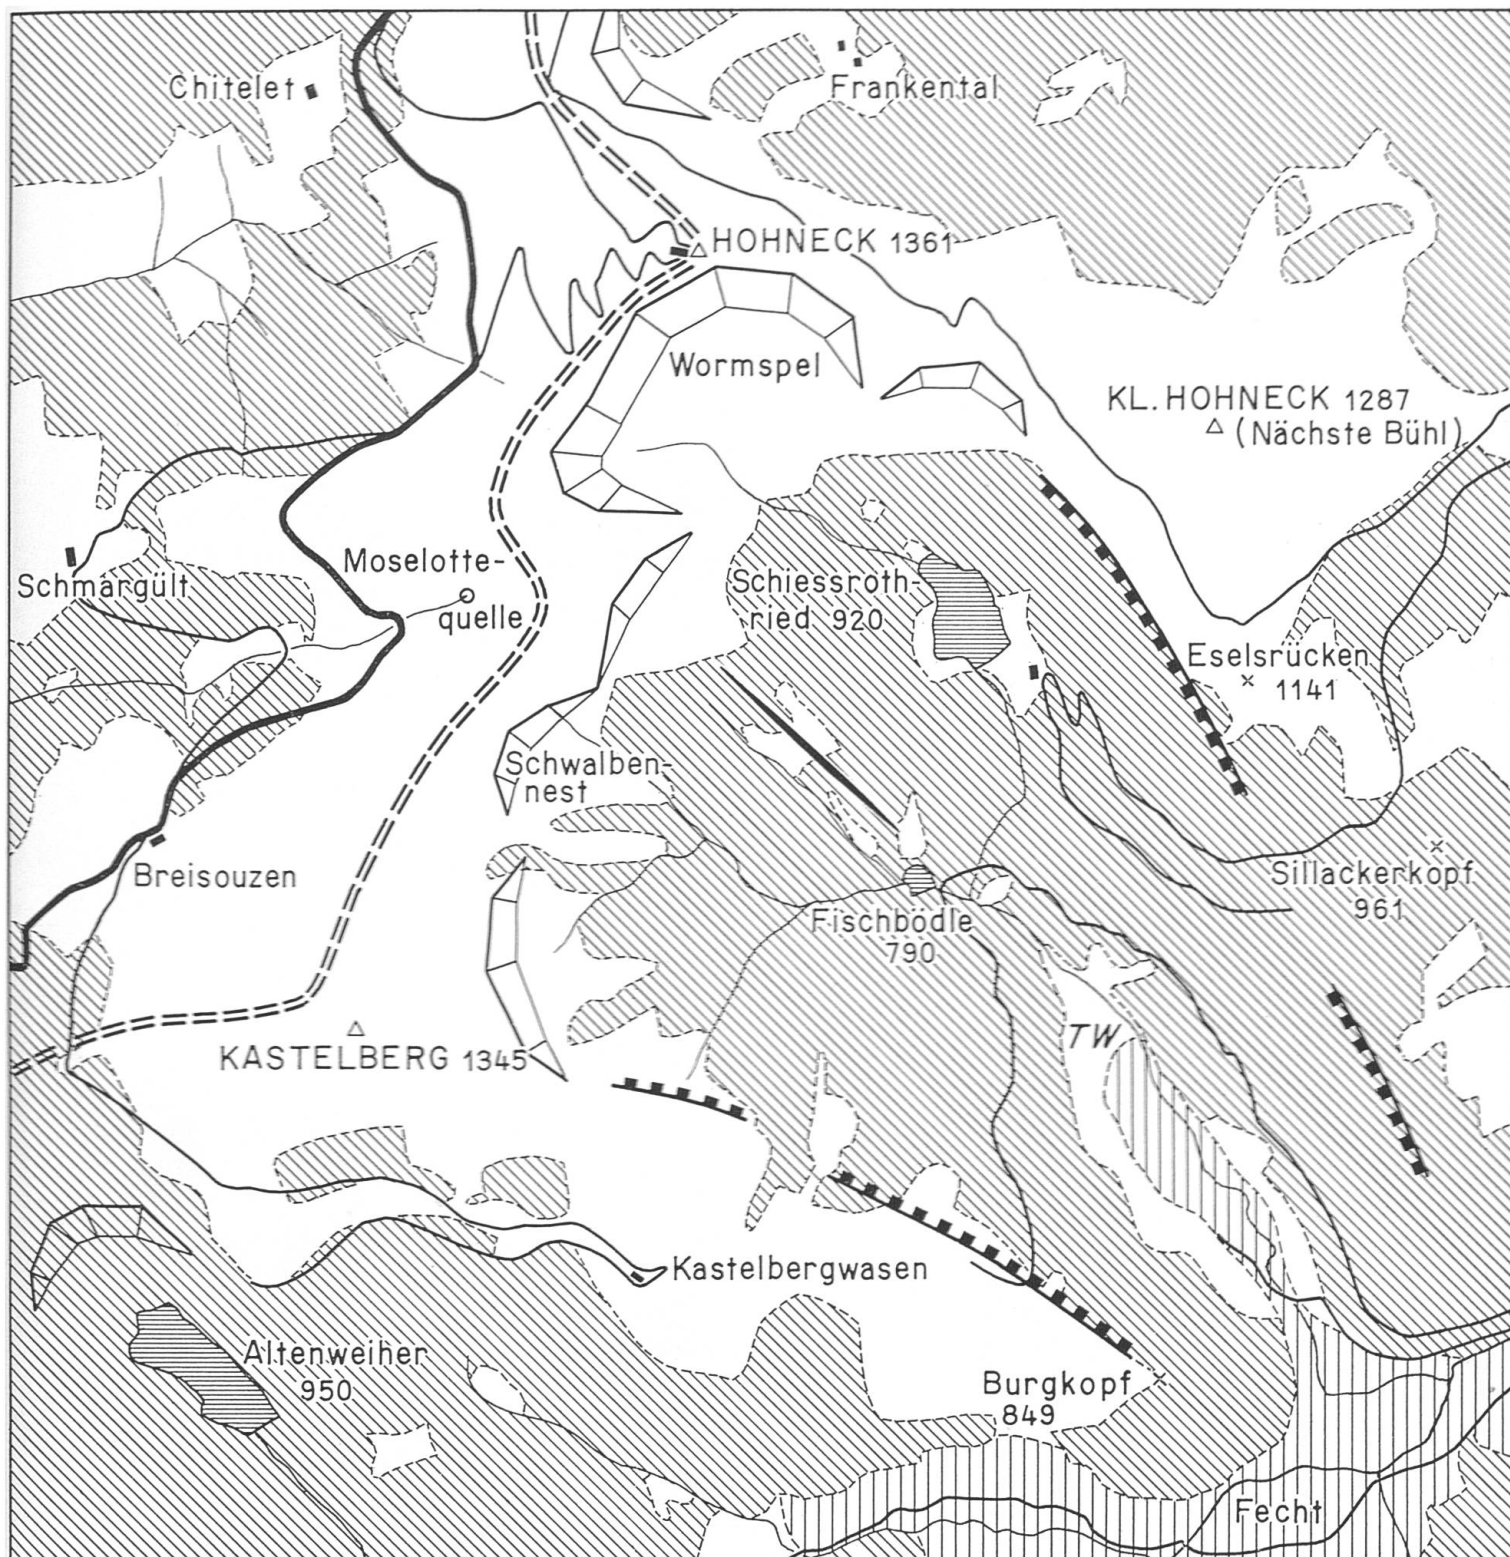 Chitelet
Frankental
HOHNECK 1361
Wormspel
KL. HOHNECK 1287
(Nächste Bühl)
Moselotte-
quelle
Schmargült
Schiessroth-
ried 920
Eselsrücken
1141
Schwalben-
nest
Breisouzen
Sillackerkopf
961
Fischbödle
790
TW
KASTELBERG 1345
Kastelbergwasen
Altenweiher
950
Burgkopf
849
Fecht